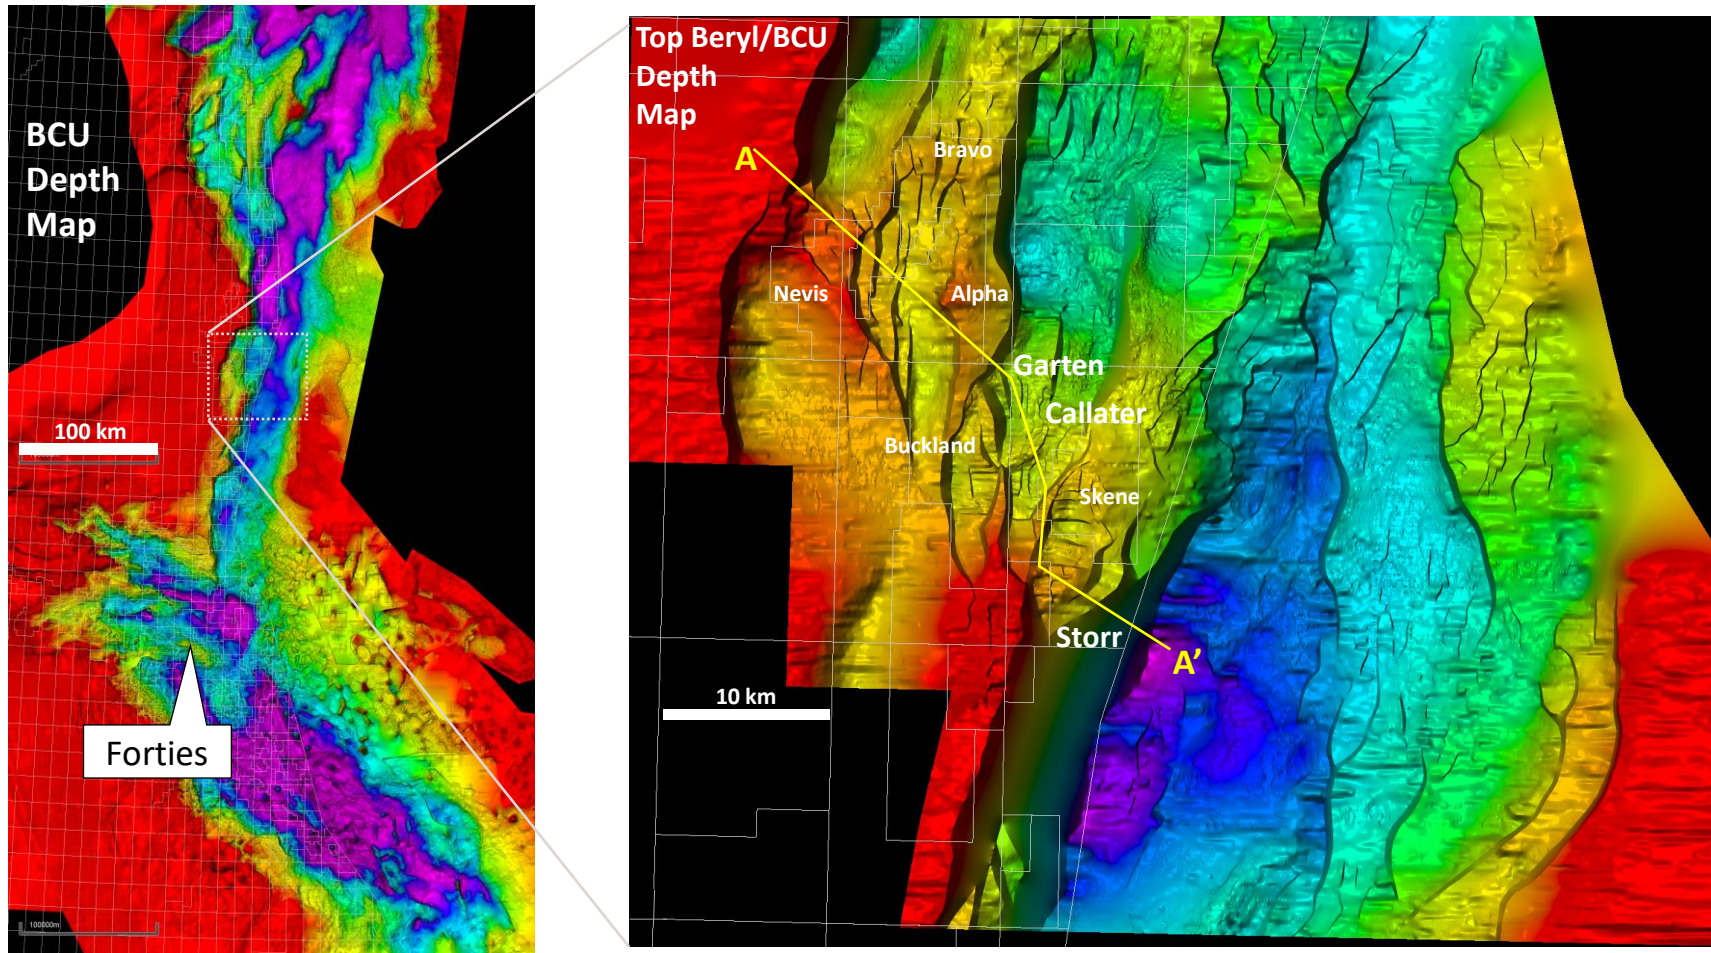 BCU
Depth
Map
100 km
Forties
100000m
Top Beryl/BCU
Depth
Map
A
Bravo
Nevis
Alpha
Garten
Callater
Buckland
Skene
Storr
A’
10 km